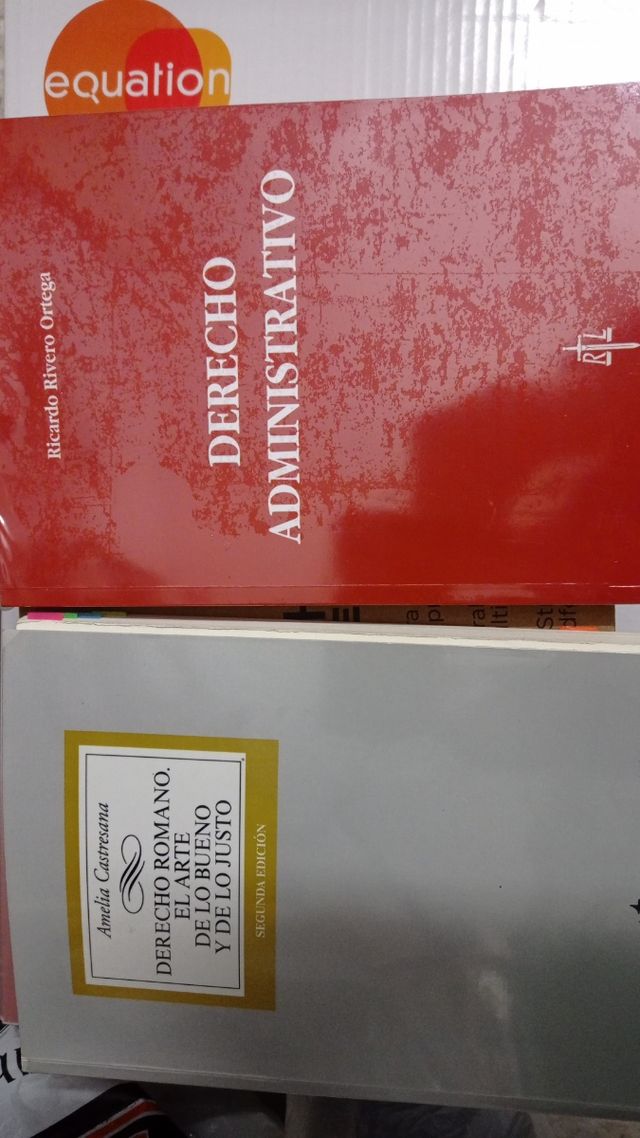 equation
Ricardo Rivero Ortega
DERECHO
ADMINISTRATIVO
R L
Amelia Castresana
DERECHO ROMANO.
EL ARTE
DE LO BUENO
Y DE LO JUSTO
SEGUNDA EDICIÓN